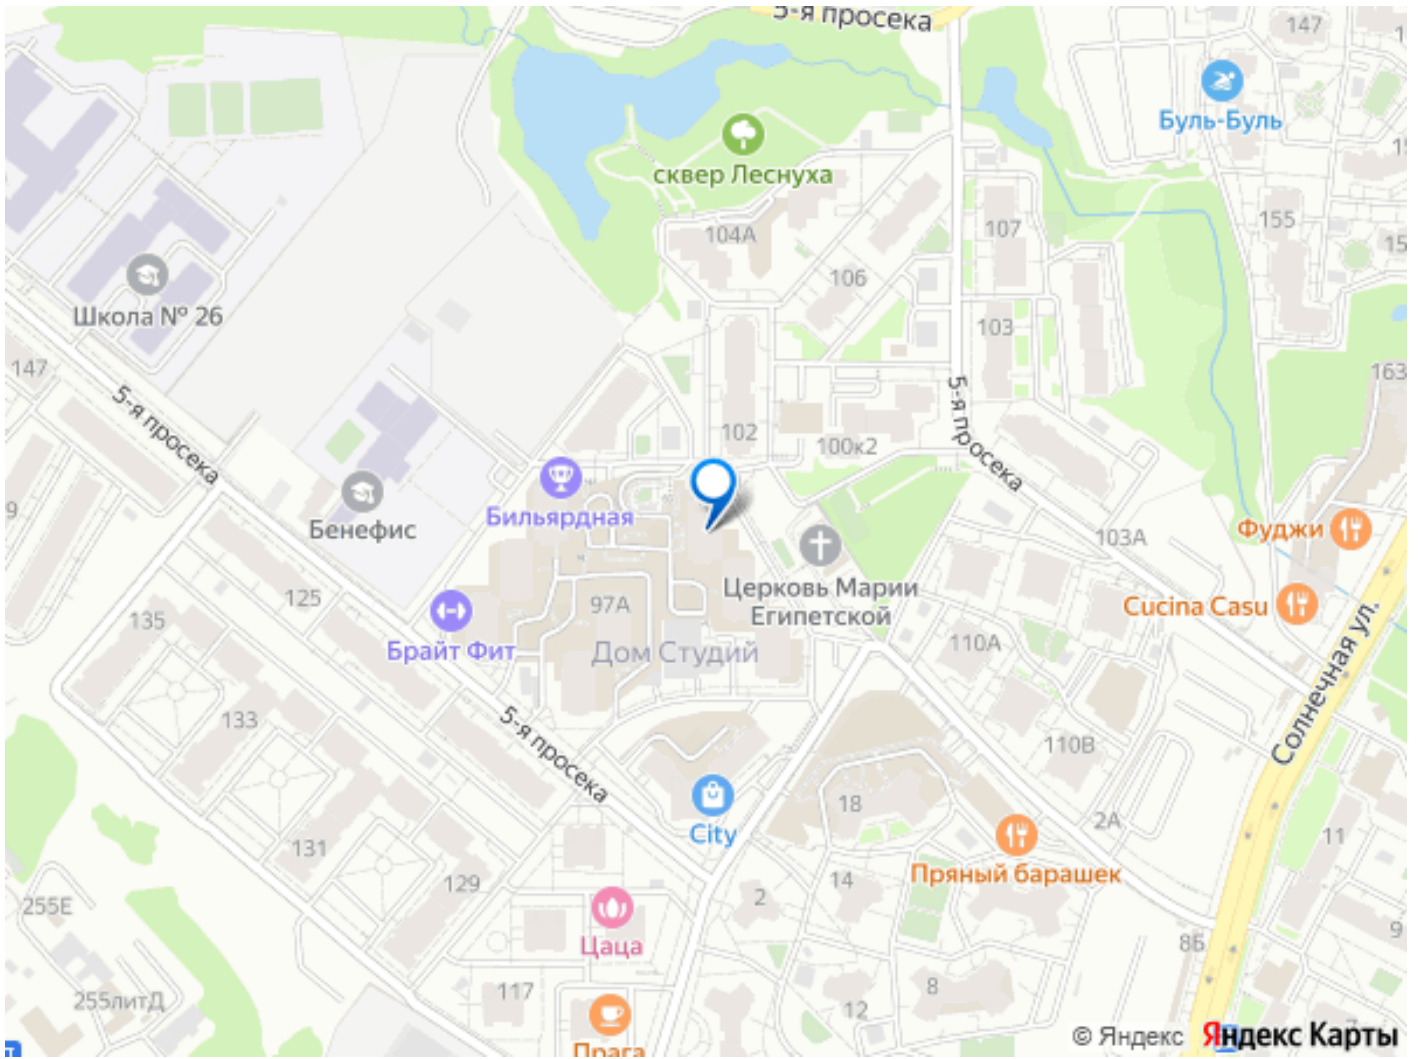 5-я просека
147
Буль-Буль
сквер Леснуха
155
107
104А
106
Школа № 26
103
147
163
5-я просека
5-я просека
102
100к2
Бильярдная
Бенефис
103А
Фуджи
Церковь Марии
Египетской
Cucina Casu
125
97А
135
110А
Брайт Фит
Дом Студий
Солнечная ул.
133
5-я просека
110В
18
2А
City
11
131
Пряный барашек
129
14
2
255Е
Цаца
9
8Б
117
8
12
255литД
Прага
© Яндекс Яндекс Карты